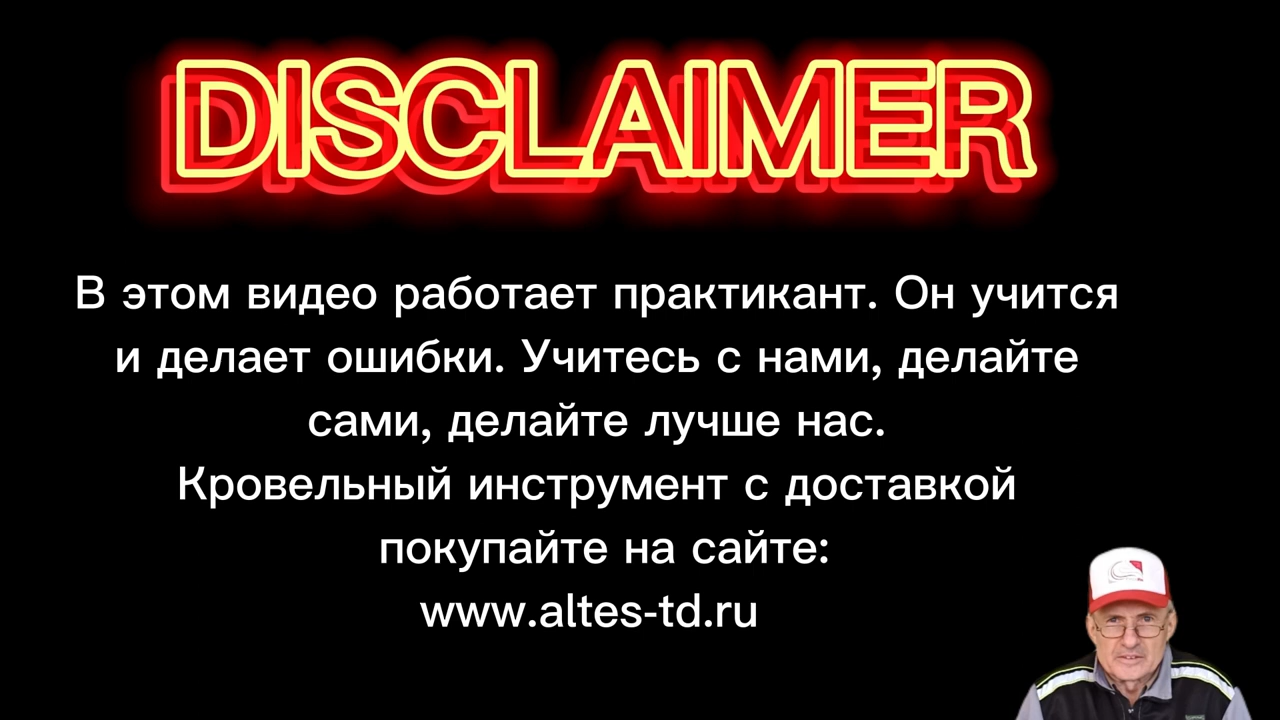 DISCLAIMER
В этом видео работает практикант. Он учится
и делает ошибки. Учитесь с нами, делайте
сами, делайте лучше нас.
Кровельный инструмент с доставкой
покупайте на сайте:
www.altes-td.ru